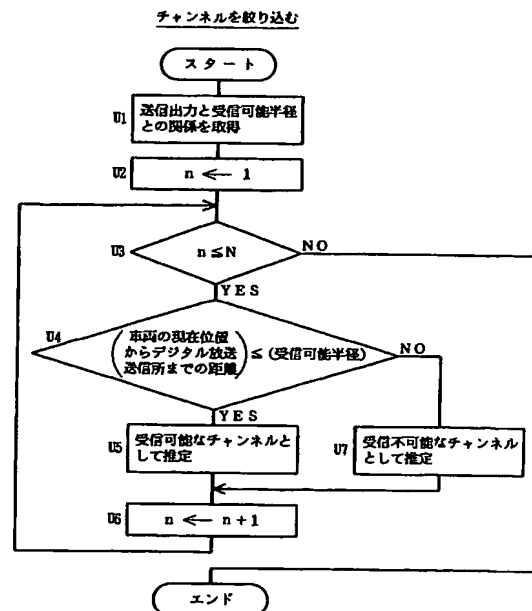 チャンネルを絞り込む
スタート
U1
送信出力と受信可能半径
との関係を取得
U2
n ← 1
U3
n≦N
NO
YES
U4
車両の現在位置
からデジタル放送
送信所までの距離
≦(受信可能半径)
NO
YES
U5
受信可能なチャンネルと
して推定
U7
受信不可能なチャンネル
として推定
U6
n ← n+1
エンド